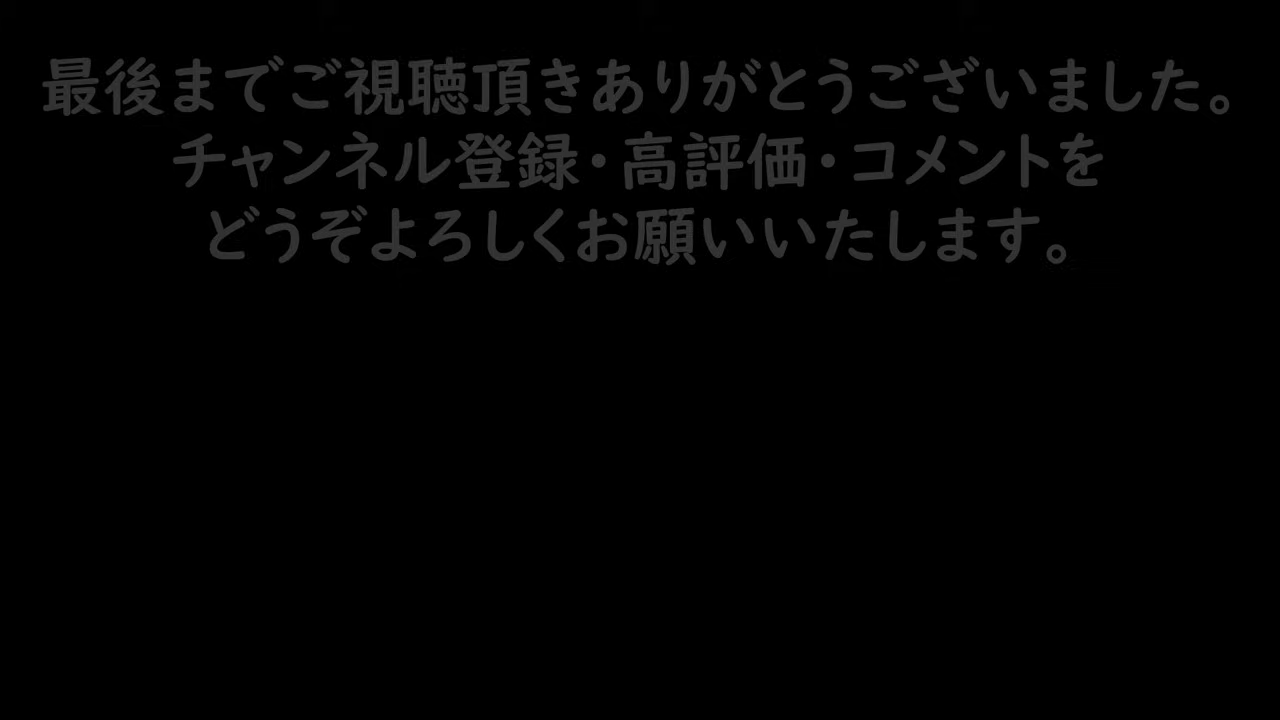 最後までご視聴頂きありがとうございました。
チャンネル登録・高評価・コメントを
どうぞよろしくお願いいたします。